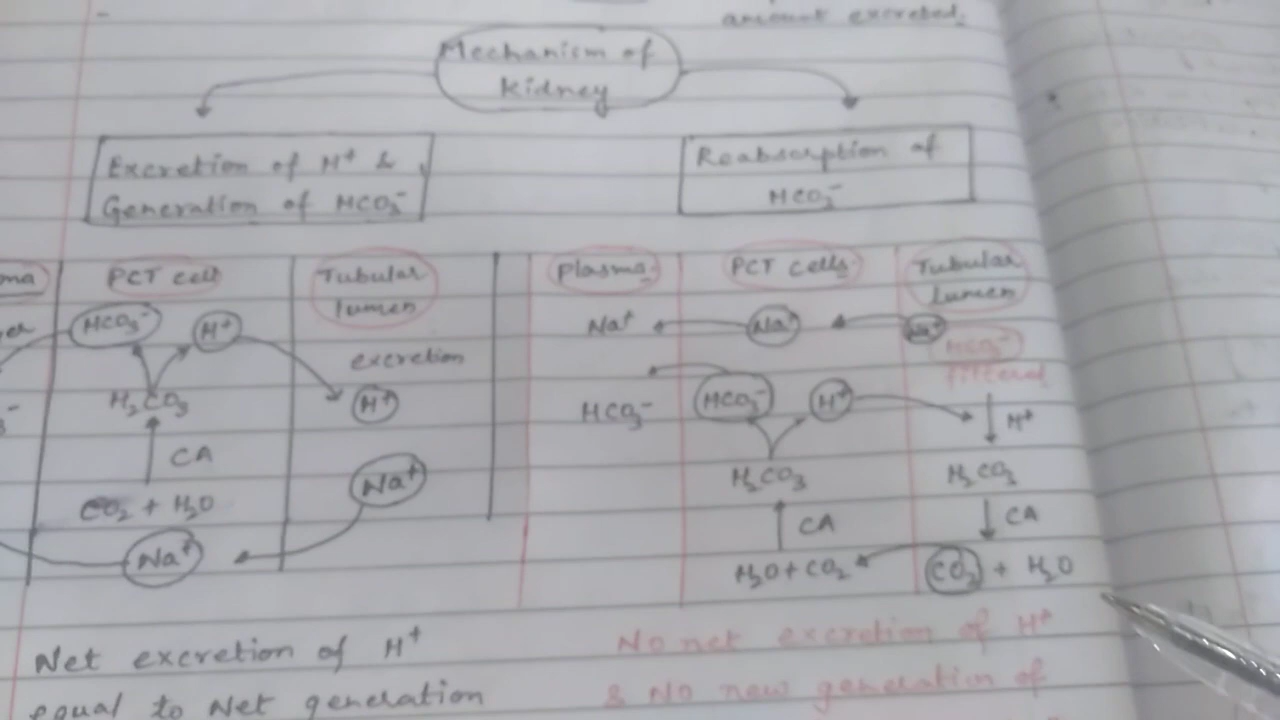 amount excreted.
Mechanism of
Kidney
Excretion of H+ &
Generation of HCO3-
Reabsorption of
HCO3-
PCT cell
Tubular
lumen
HCO3-
H+
excretion
H2CO3
H+
CA
Na+
CO2 + H2O
Na+
Plasma
PCT cells
Tubular
Lumen
Na+
Na+
Na+
HCO3-
filtered
HCO3-
HCO3-
H+
H+
H2CO3
H2CO3
CA
CA
H2O + CO2
CO2 + H2O
Net excretion of H+
equal to Net generation
No net excretion of H+
& No new generation of